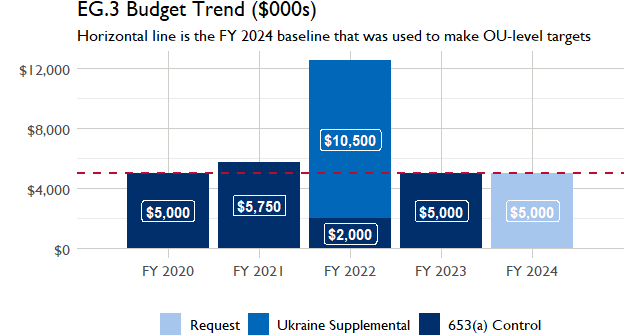 EG.3 Budget Trend ($000s)
Horizontal line is the FY 2024 baseline that was used to make OU-level targets
$12,000
$8,000
$4,000
$0
$5,000
$5,750
$10,500
$2,000
$5,000
$5,000
FY 2020
FY 2021
FY 2022
FY 2023
FY 2024
Request
Ukraine Supplemental
653(a) Control